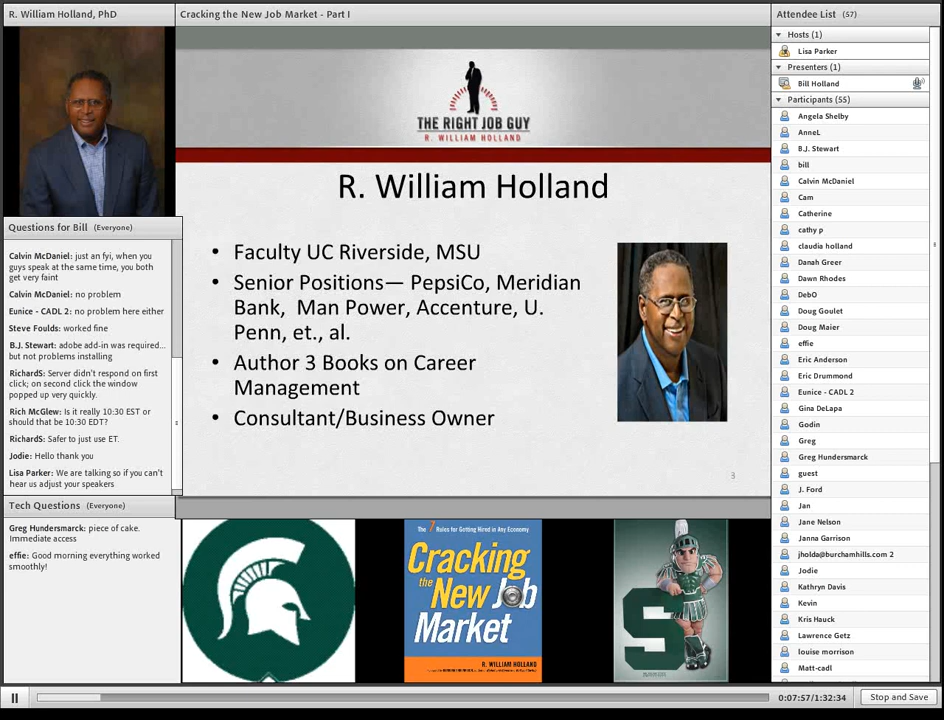 R. William Holland, PhD
Cracking the New Job Market - Part I
Attendee List (57)
Hosts (1)
Lisa Parker
Presenters (1)
Bill Holland
Participants (55)
Angela Shelby
AnneL
B.J. Stewart
bill
Calvin McDaniel
Cam
Catherine
cathy p
claudia holland
Danah Greer
Dawn Rhodes
DebO
Doug Goulet
Doug Maier
effie
Eric Anderson
Eric Drummond
Eunice - CADL 2
Gina DeLapa
Godin
Greg
Greg Hundersmarck
guest
J. Ford
Jan
Jane Nelson
Janna Garrison
jholda@burchamhills.com 2
Jodie
Kathryn Davis
Kevin
Kris Hauck
Lawrence Getz
louise morrison
Matt-cadl
THE RIGHT JOB GUY
R. WILLIAM HOLLAND
R. William Holland
• Faculty UC Riverside, MSU
• Senior Positions— PepsiCo, Meridian
Bank, Man Power, Accenture, U.
Penn, et., al.
• Author 3 Books on Career
Management
• Consultant/Business Owner
3
Questions for Bill (Everyone)
Calvin McDaniel: just an fyi, when you
guys speak at the same time, you both
get very faint
Calvin McDaniel: no problem
Eunice - CADL 2: no problem here either
Steve Foulds: worked fine
B.J. Stewart: adobe add-in was required...
but not problems installing
RichardS: Server didn't respond on first
click; on second click the window
popped up very quickly.
Rich McGlew: Is it really 10:30 EST or
should that be 10:30 EDT?
RichardS: Safer to just use ET.
Jodie: Hello thank you
Lisa Parker: We are talking so if you can't
hear us adjust your speakers
Tech Questions (Everyone)
Greg Hundersmarck: piece of cake.
Immediate access
effie: Good morning everything worked
smoothly!
The 7 Rules for Getting Hired in Any Economy
Cracking
the New Job
Market
R. WILLIAM HOLLAND
S
0:07:57/1:32:34
Stop and Save